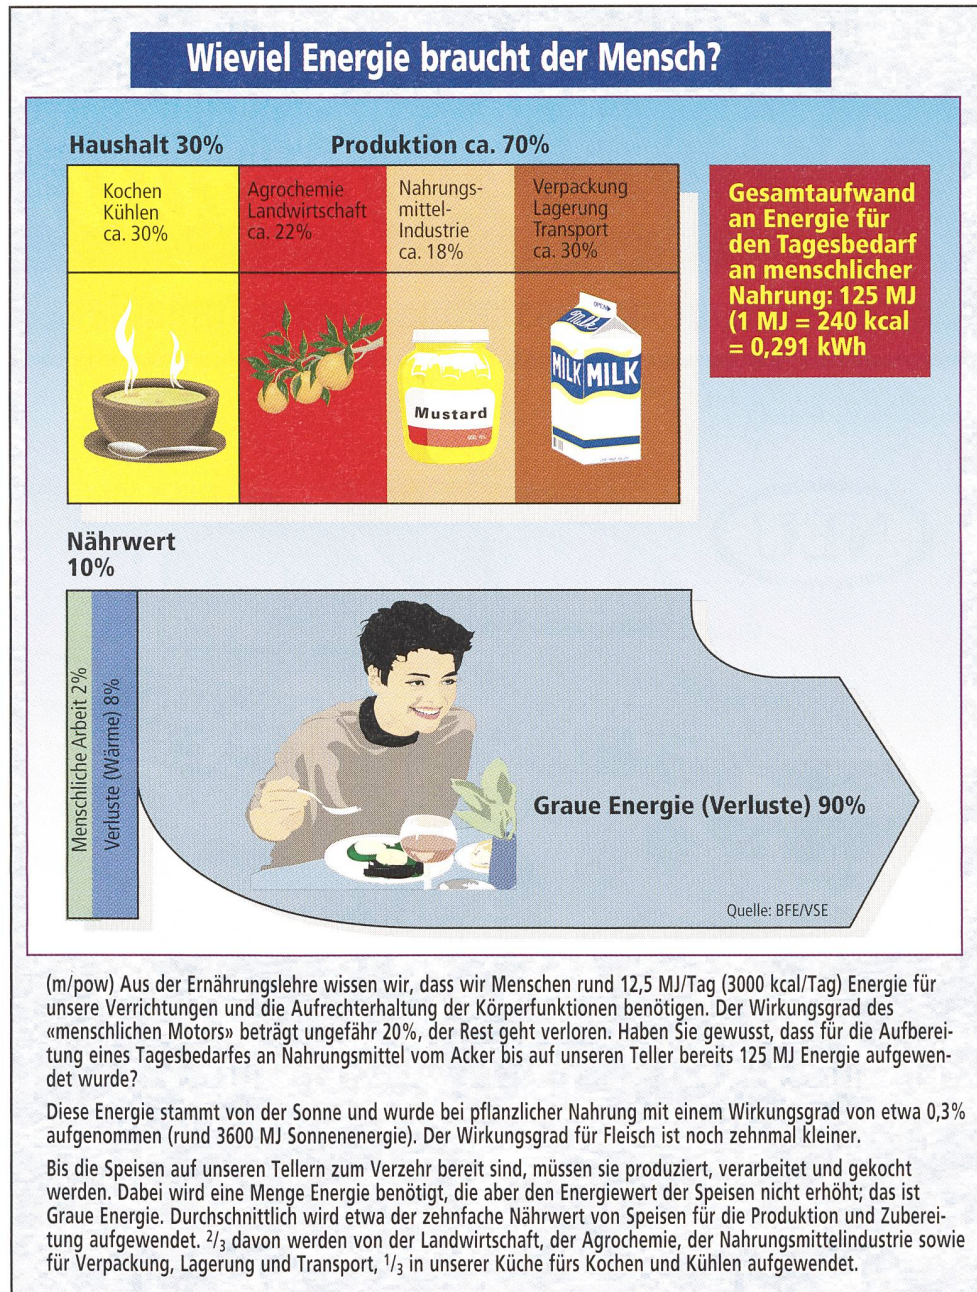 Wieviel Energie braucht der Mensch?
Haushalt 30%
Produktion ca. 70%
Kochen
Kühlen
ca. 30%
Agrochemie
Landwirtschaft
ca. 22%
Nahrungs-
mittel-
Industrie
ca. 18%
Verpackung
Lagerung
Transport
ca. 30%
Gesamtaufwand
an Energie für
den Tagesbedarf
an menschlicher
Nahrung: 125 MJ
(1 MJ = 240 kcal
= 0,291 kWh
Mustard
OPEN
Milk
MILK MILK
Nährwert
10%
Menschliche Arbeit 2%
Verluste (Wärme) 8%
Graue Energie (Verluste) 90%
Quelle: BFE/VSE
(m/pow) Aus der Ernährungslehre wissen wir, dass wir Menschen rund 12,5 MJ/Tag (3000 kcal/Tag) Energie für
unsere Verrichtungen und die Aufrechterhaltung der Körperfunktionen benötigen. Der Wirkungsgrad des
«menschlichen Motors» beträgt ungefähr 20%, der Rest geht verloren. Haben Sie gewusst, dass für die Aufberei-
tung eines Tagesbedarfes an Nahrungsmittel vom Acker bis auf unseren Teller bereits 125 MJ Energie aufgewen-
det wurde?
Diese Energie stammt von der Sonne und wurde bei pflanzlicher Nahrung mit einem Wirkungsgrad von etwa 0,3%
aufgenommen (rund 3600 MJ Sonnenenergie). Der Wirkungsgrad für Fleisch ist noch zehnmal kleiner.
Bis die Speisen auf unseren Tellern zum Verzehr bereit sind, müssen sie produziert, verarbeitet und gekocht
werden. Dabei wird eine Menge Energie benötigt, die aber den Energiewert der Speisen nicht erhöht; das ist
Graue Energie. Durchschnittlich wird etwa der zehnfache Nährwert von Speisen für die Produktion und Zuberei-
tung aufgewendet. 2/3 davon werden von der Landwirtschaft, der Agrochemie, der Nahrungsmittelindustrie sowie
für Verpackung, Lagerung und Transport, 1/3 in unserer Küche fürs Kochen und Kühlen aufgewendet.